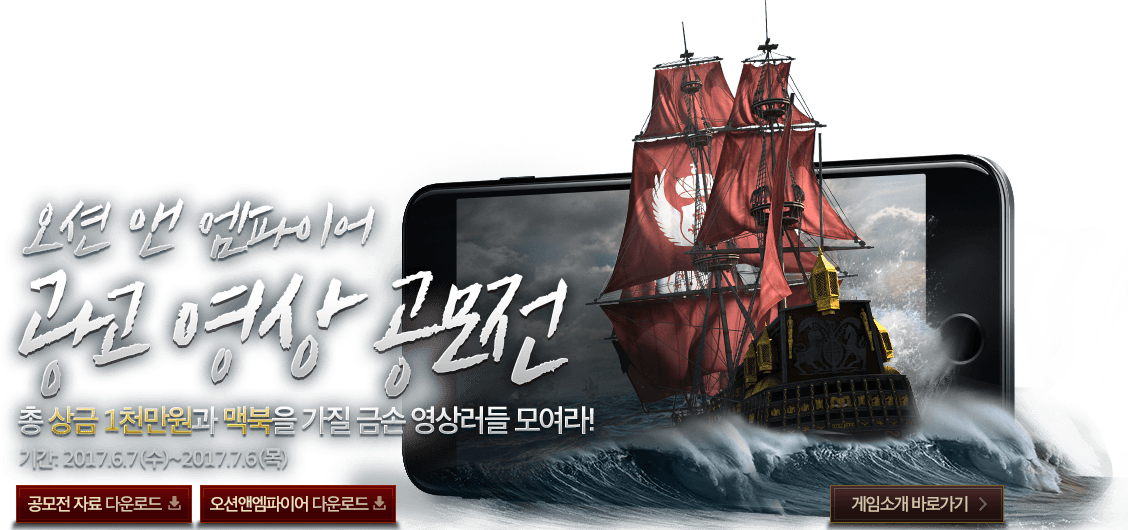 오션 앤 엠파이어
광고 영상 공모전
총 상금 1천만원과 맥북을 가질 금손 영상러들 모여라!
기간: 2017.6.7(수)~2017.7.6(목)
공모전 자료 다운로드
오션앤엠파이어 다운로드
게임소개 바로가기